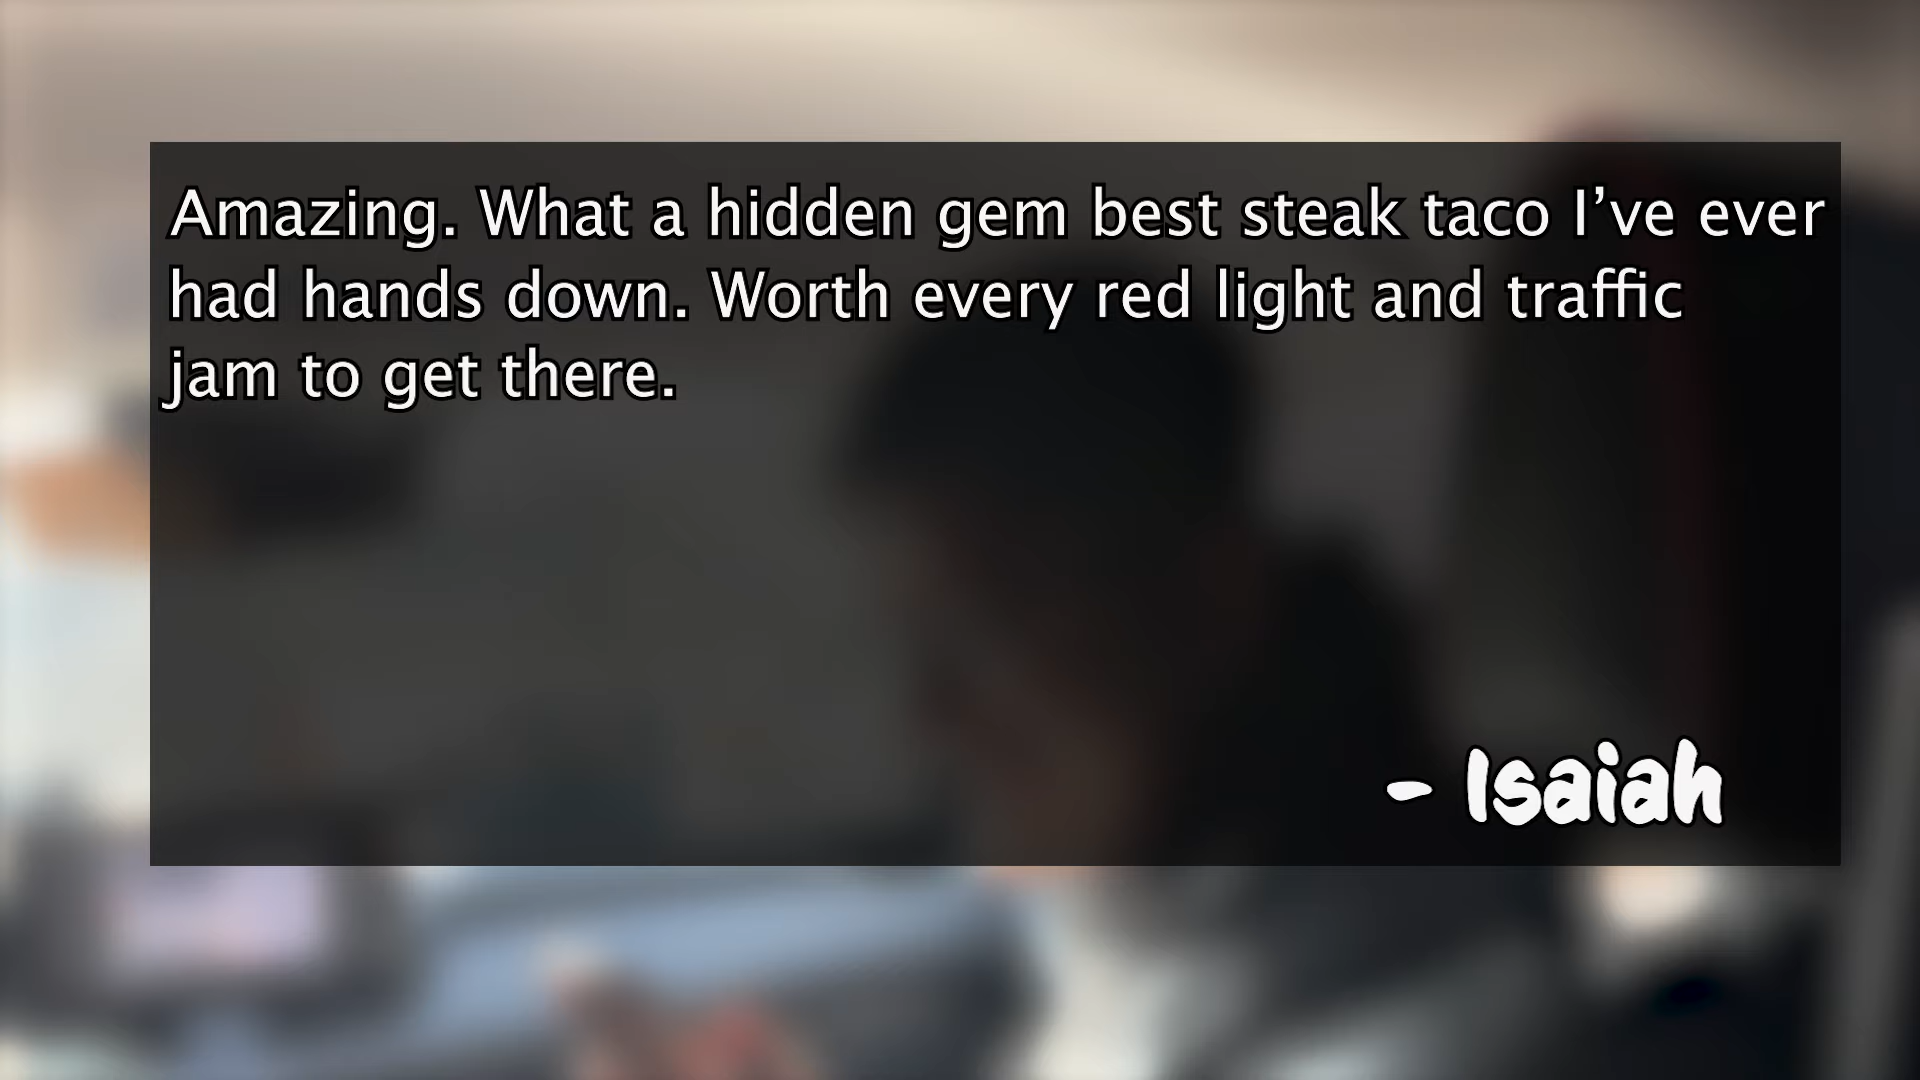 Amazing. What a hidden gem best steak taco I’ve ever
had hands down. Worth every red light and traffic
jam to get there.
- Isaiah